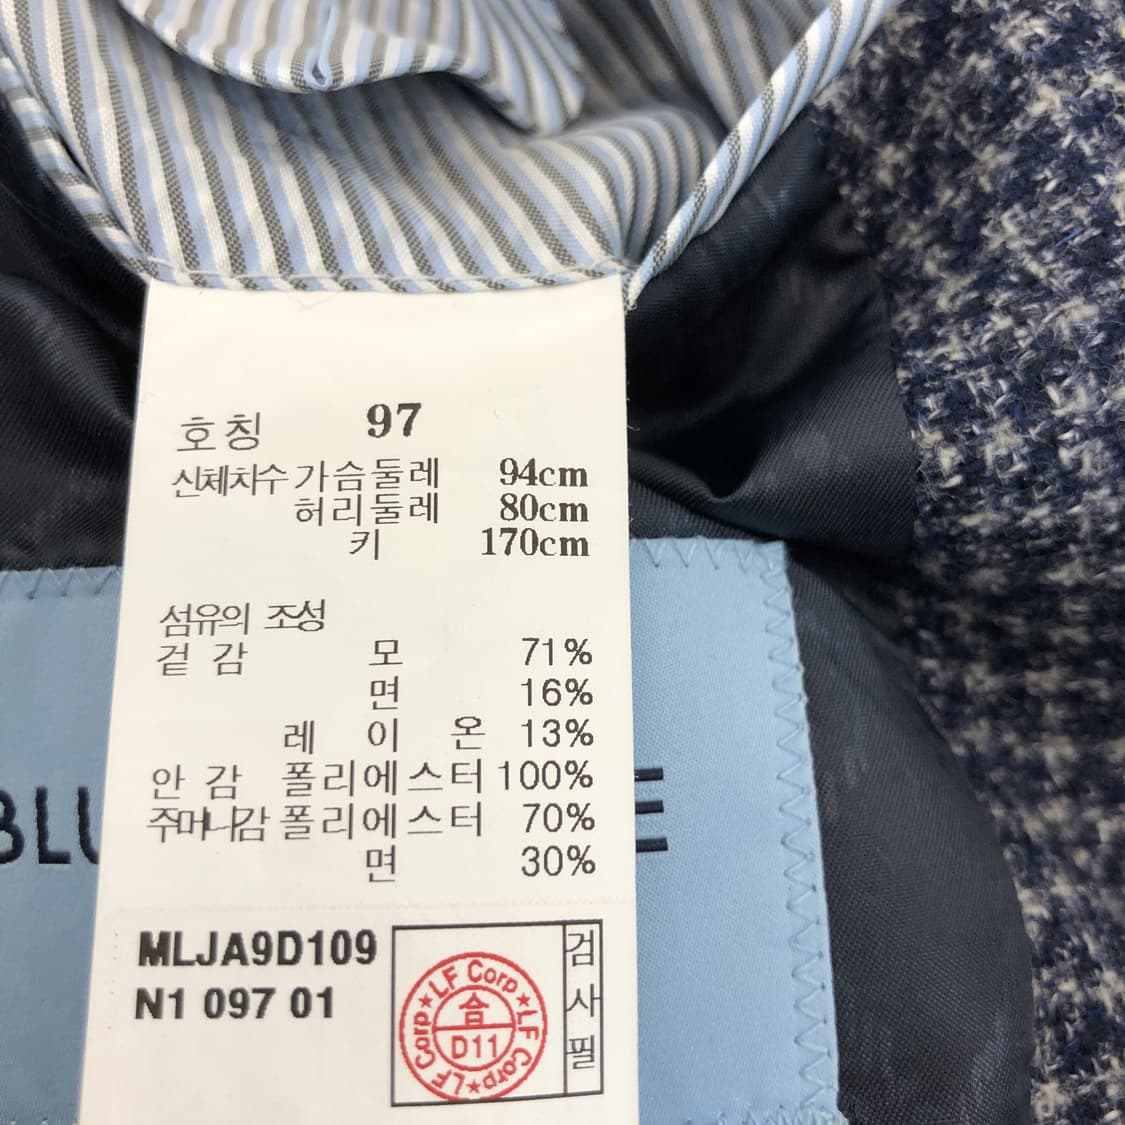 호칭 97
신체치수 가슴둘레 94cm
허리둘레 80cm
키 170cm
섬유의 조성
겉감 모 71%
면 16%
레이온 13%
안감 폴리에스터 100%
주머니감 폴리에스터 70%
면 30%
BLU E
MLJA9D109
N1 097 01
검사필
LF Corp★LF Corp★LF Corp★
合
D11